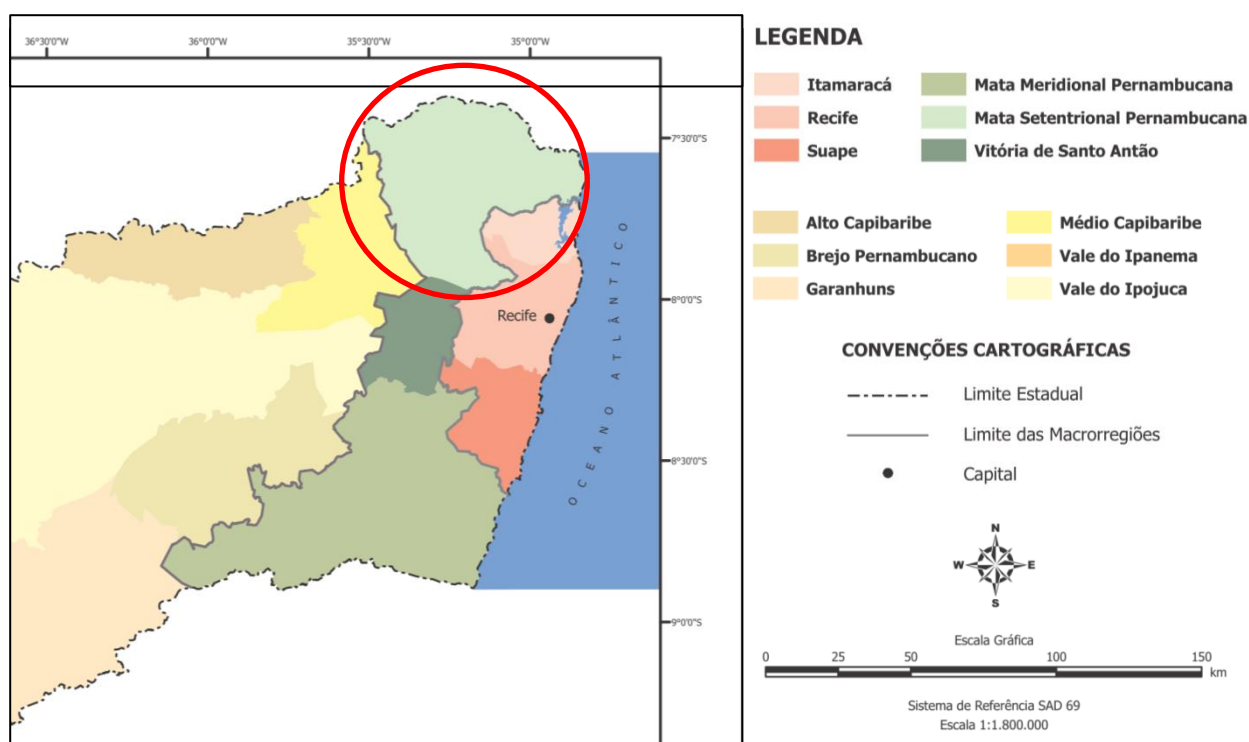 36°30'0"W
36°0'0"W
35°30'0"W
35°0'0"W
7°30'0"S
8°0'0"S
8°30'0"S
9°0'0"S
Recife
OCEANO ATLÂNTICO
LEGENDA
Itamaracá
Mata Meridional Pernambucana
Recife
Mata Setentrional Pernambucana
Suape
Vitória de Santo Antão
Alto Capibaribe
Médio Capibaribe
Brejo Pernambucano
Vale do Ipanema
Garanhuns
Vale do Ipojuca
CONVENÇÕES CARTOGRÁFICAS
Limite Estadual
Limite das Macrorregiões
Capital
N
W
E
S
Escala Gráfica
0 25 50 100 150
km
Sistema de Referência SAD 69
Escala 1:1.800.000